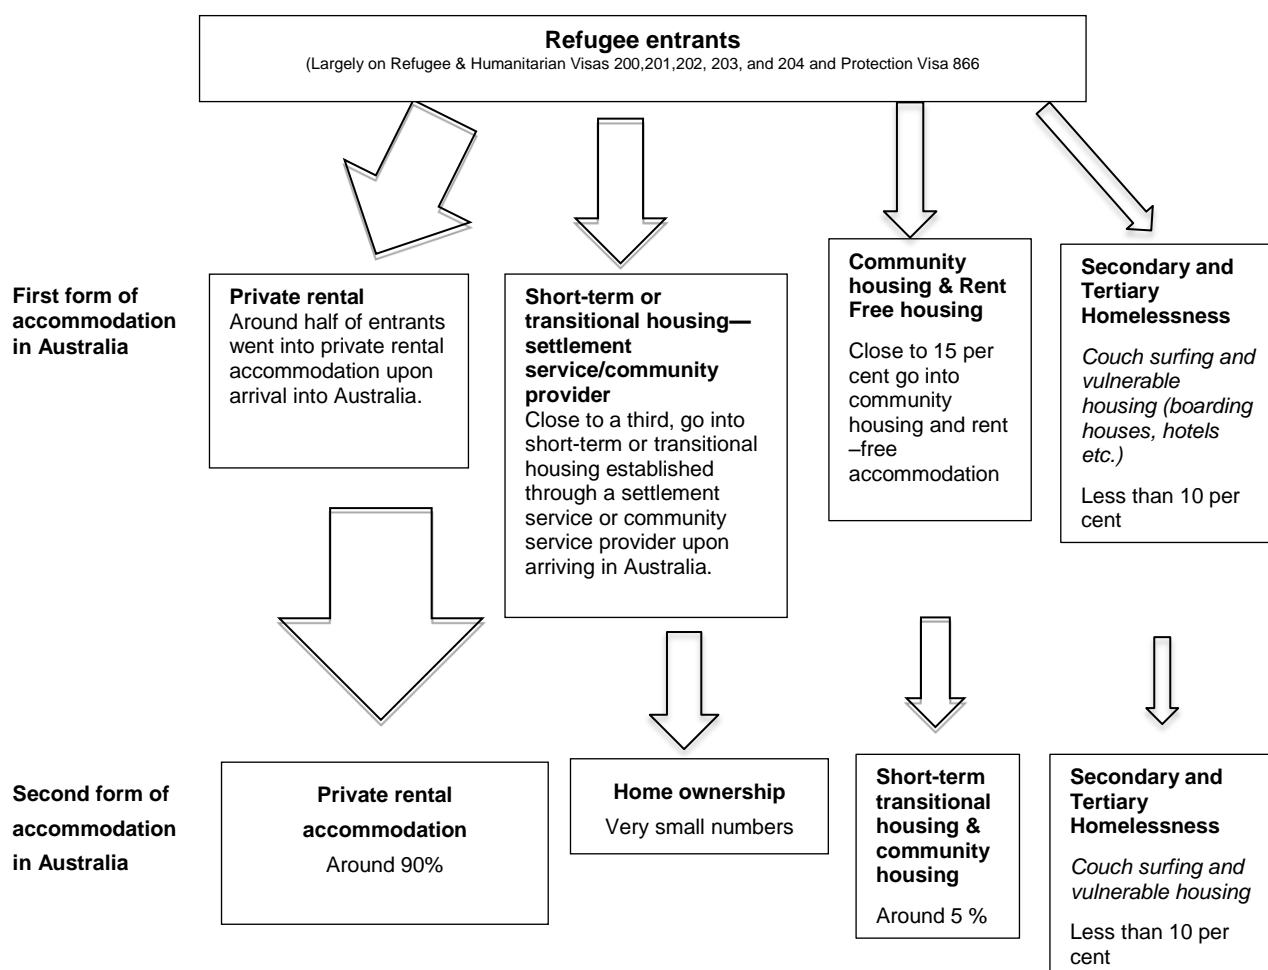 Refugee entrants
(Largely on Refugee & Humanitarian Visas 200,201,202, 203, and 204 and Protection Visa 866
First form of
accommodation
in Australia
Private rental
Around half of entrants
went into private rental
accommodation upon
arrival into Australia.
Short-term or
transitional housing—
settlement
service/community
provider
Close to a third, go into
short-term or transitional
housing established
through a settlement
service or community
service provider upon
arriving in Australia.
Community
housing & Rent
Free housing
Close to 15 per
cent go into
community
housing and rent
–free
accommodation
Secondary and
Tertiary
Homelessness
Couch surfing and
vulnerable
housing (boarding
houses, hotels
etc.)
Less than 10 per
cent
Second form of
accommodation
in Australia
Private rental
accommodation
Around 90%
Home ownership
Very small numbers
Short-term
transitional
housing &
community
housing
Around 5 %
Secondary and
Tertiary
Homelessness
Couch surfing and
vulnerable housing
Less than 10 per
cent